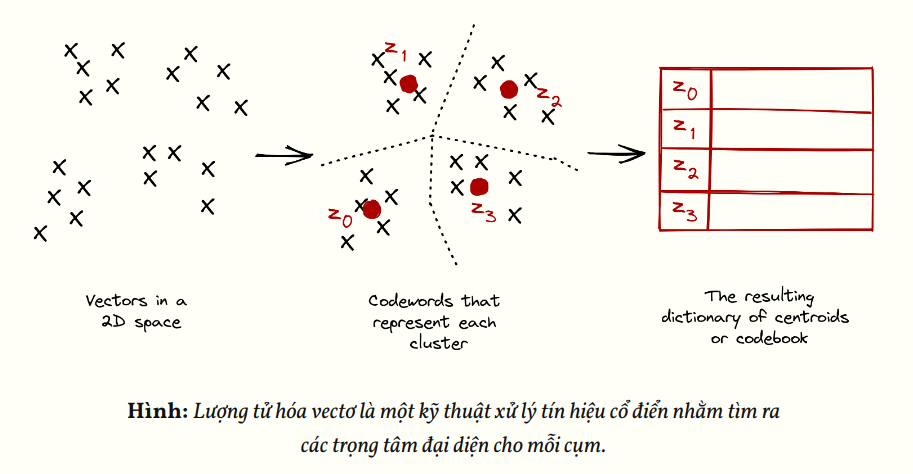 z1
z2
z0
z3
z0
z1
z2
z3
Vectors in a
2D space
Codewords that
represent each
cluster
The resulting
dictionary of centroids
or codebook
Hình: Lượng tử hóa vectơ là một kỹ thuật xử lý tín hiệu cổ điển nhằm tìm ra
các trọng tâm đại diện cho mỗi cụm.